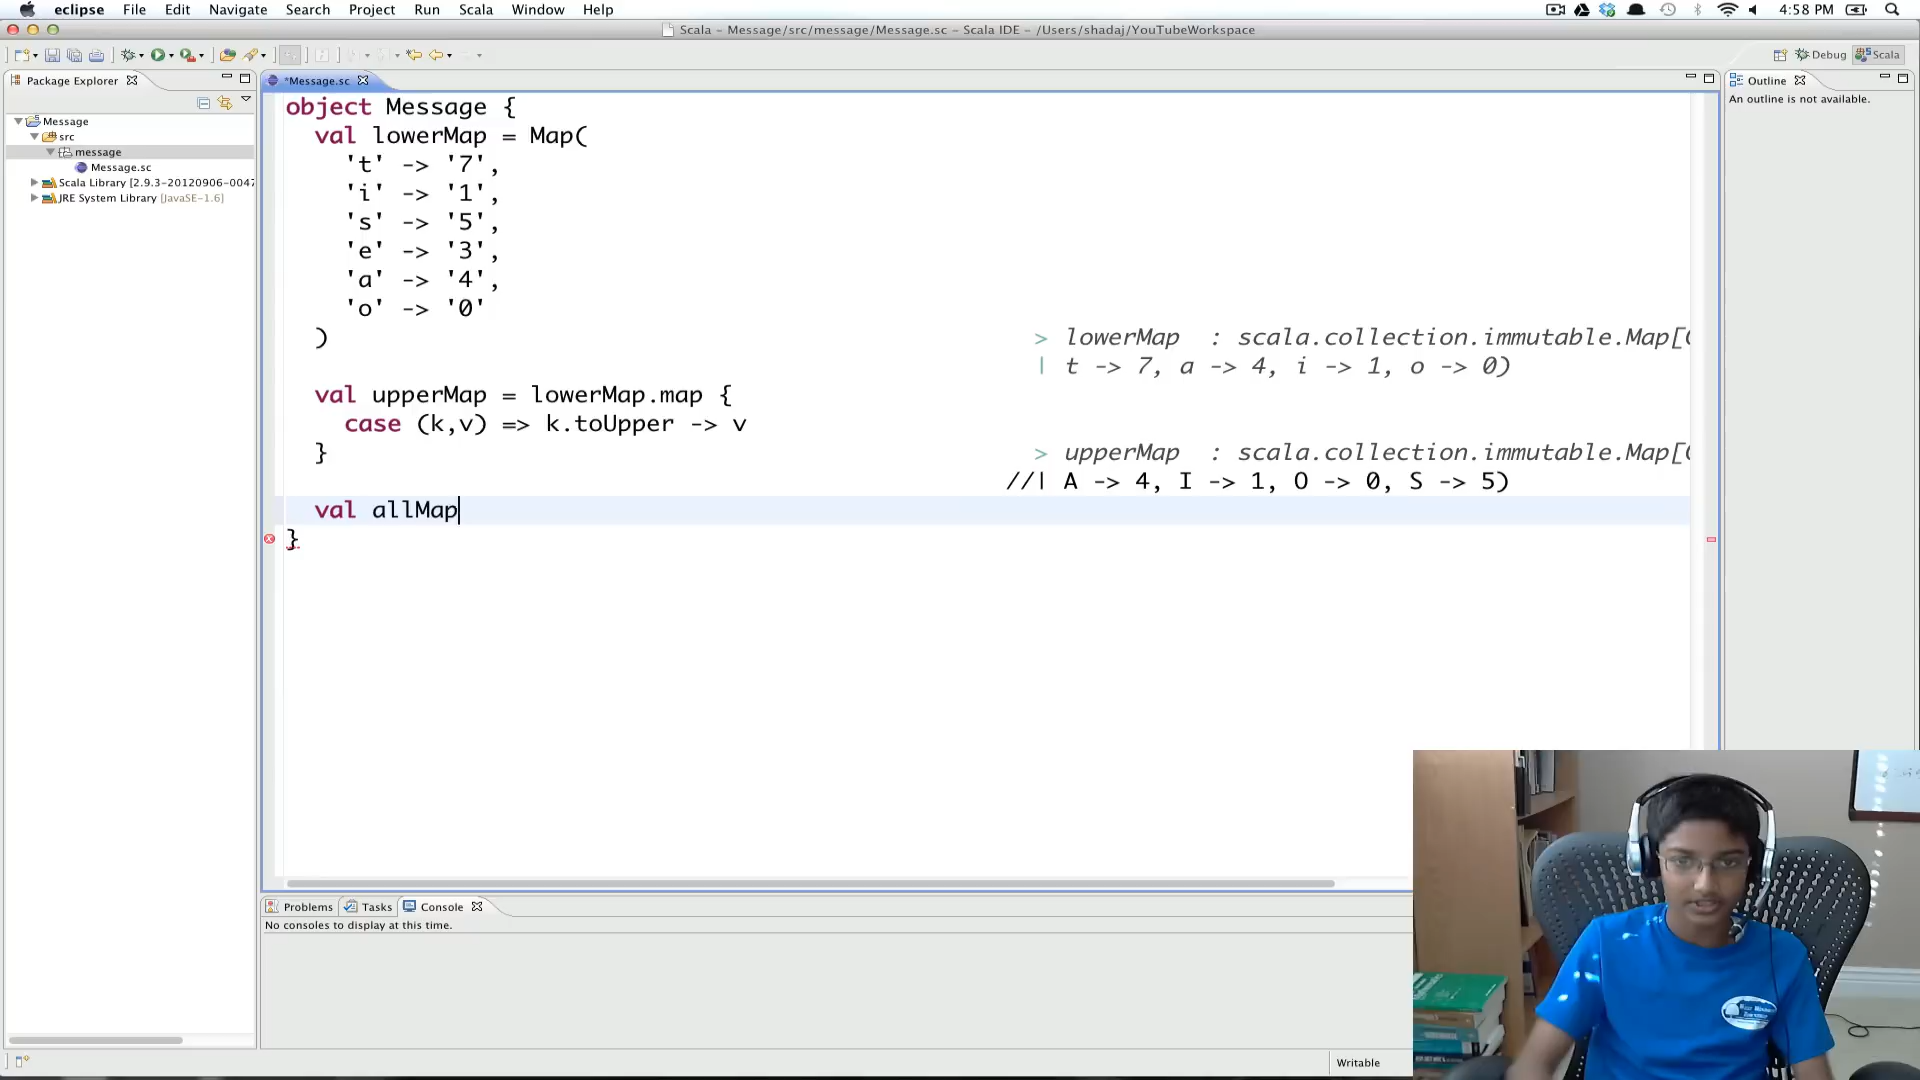 eclipse File Edit Navigate Search Project Run Scala Window Help 4:58 PM
Scala – Message/src/message/Message.sc – Scala IDE – /Users/shadaj/YouTubeWorkspace
Debug Scala
Package Explorer
*Message.sc
Outline
An outline is not available.
Message
src
message
Message.sc
Scala Library [2.9.3-20120906-0047
JRE System Library [JavaSE-1.6]
object Message {
val lowerMap = Map(
't' -> '7',
'i' -> '1',
's' -> '5',
'e' -> '3',
'a' -> '4',
'o' -> '0'
)
> lowerMap : scala.collection.immutable.Map[
| t -> 7, a -> 4, i -> 1, o -> 0)
val upperMap = lowerMap.map {
case (k,v) => k.toUpper -> v
}
> upperMap : scala.collection.immutable.Map[
//| A -> 4, I -> 1, O -> 0, S -> 5)
val allMap
}
Problems Tasks Console
No consoles to display at this time.
Writable